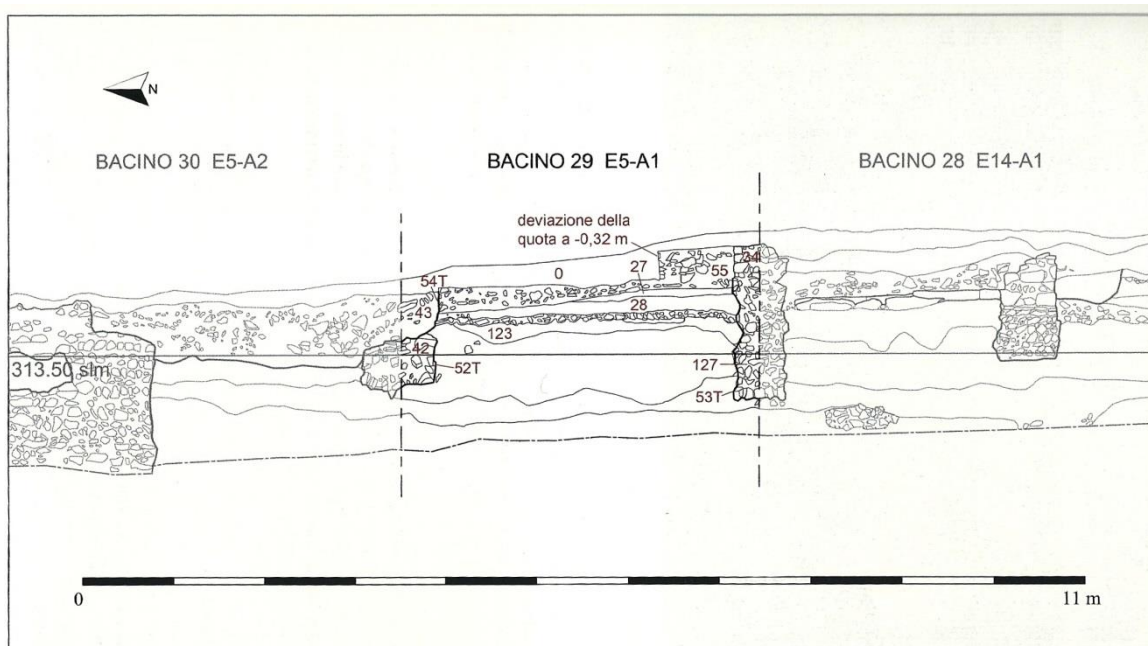 N
BACINO 30 E5-A2
BACINO 29 E5-A1
BACINO 28 E14-A1
deviazione della
quota a -0,32 m
27
34
55
0
54T
43
28
123
42
313.50 slm
52T
127
53T
0
11 m